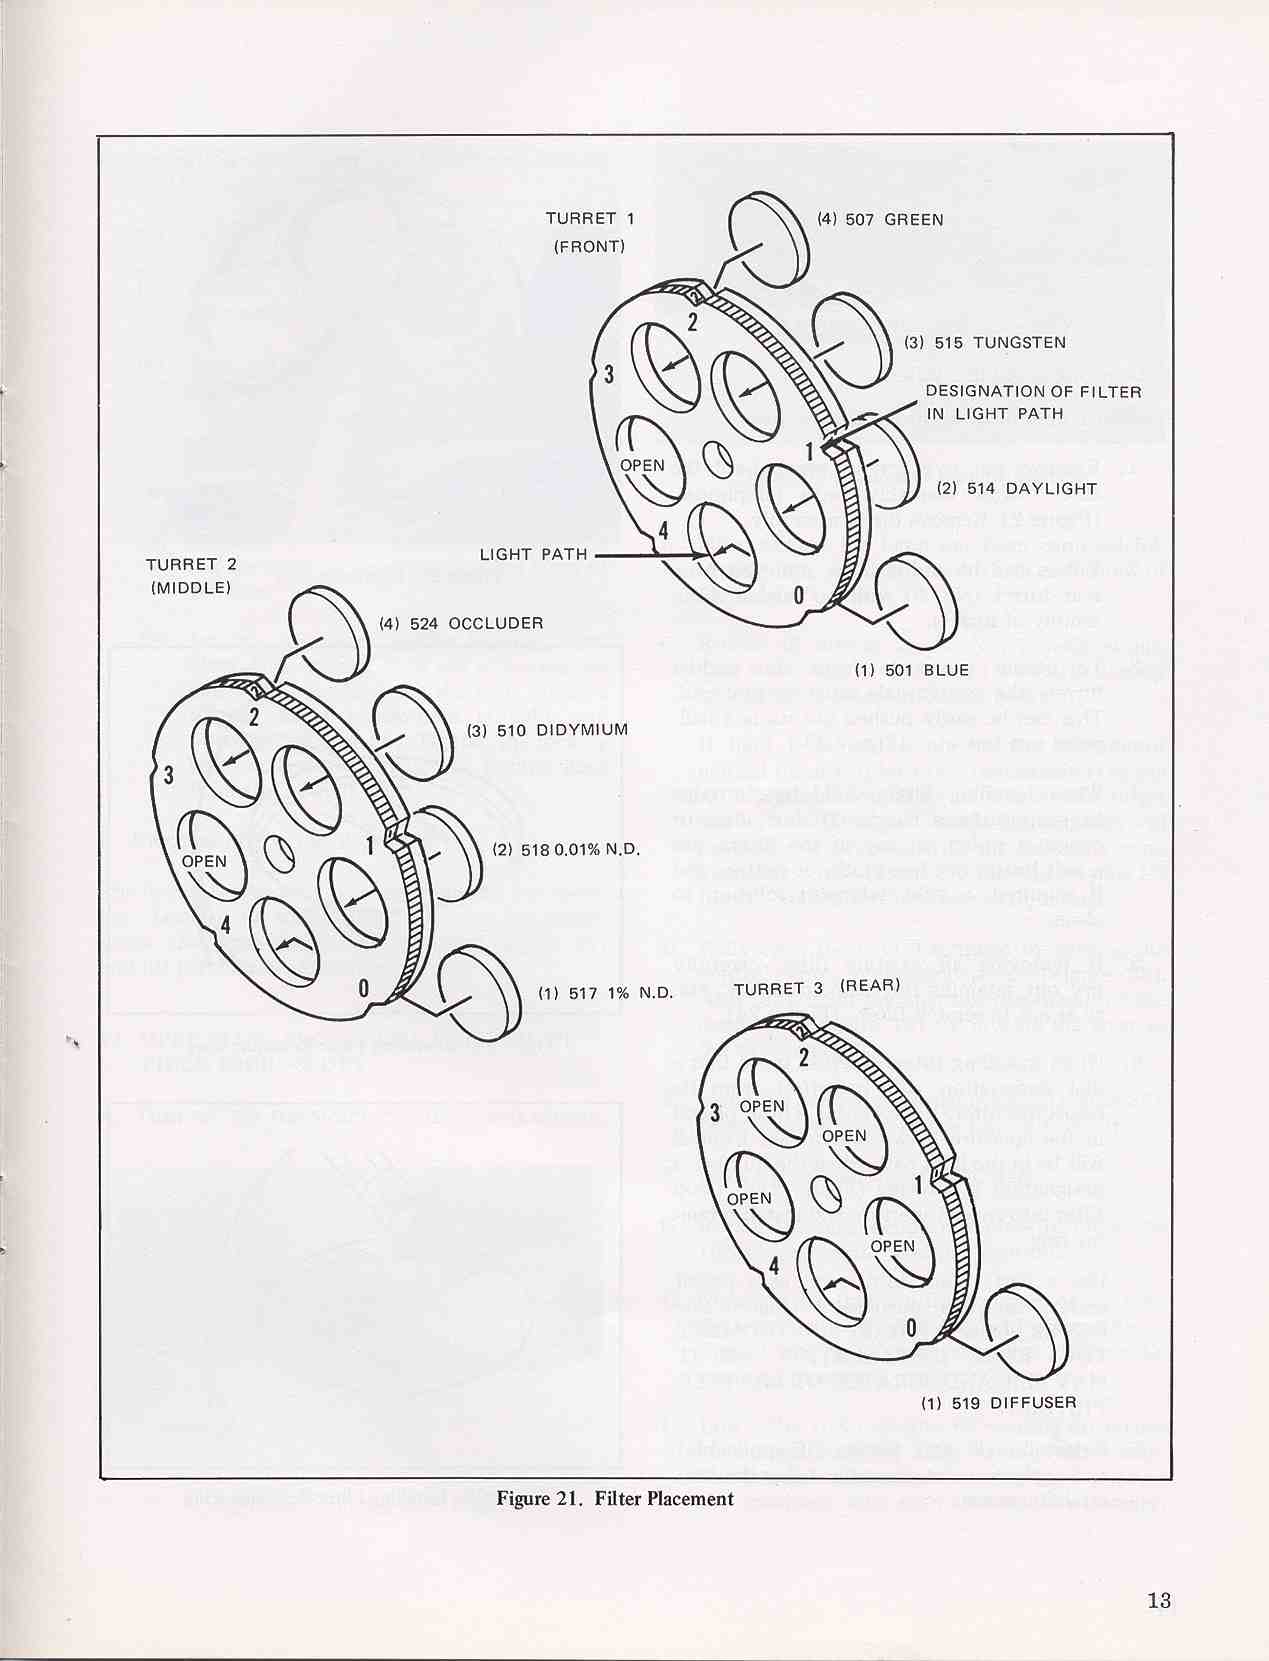 TURRET 1
(FRONT)
(4) 507 GREEN
(3) 515 TUNGSTEN
DESIGNATION OF FILTER
IN LIGHT PATH
(2) 514 DAYLIGHT
(1) 501 BLUE
LIGHT PATH
2
2
3
1
OPEN
4
0
TURRET 2
(MIDDLE)
(4) 524 OCCLUDER
(3) 510 DIDYMIUM
(2) 518 0.01% N.D.
(1) 517 1% N.D.
2
2
3
1
OPEN
4
0
TURRET 3 (REAR)
2
2
3
OPEN
OPEN
1
OPEN
OPEN
4
0
(1) 519 DIFFUSER
Figure 21. Filter Placement
13